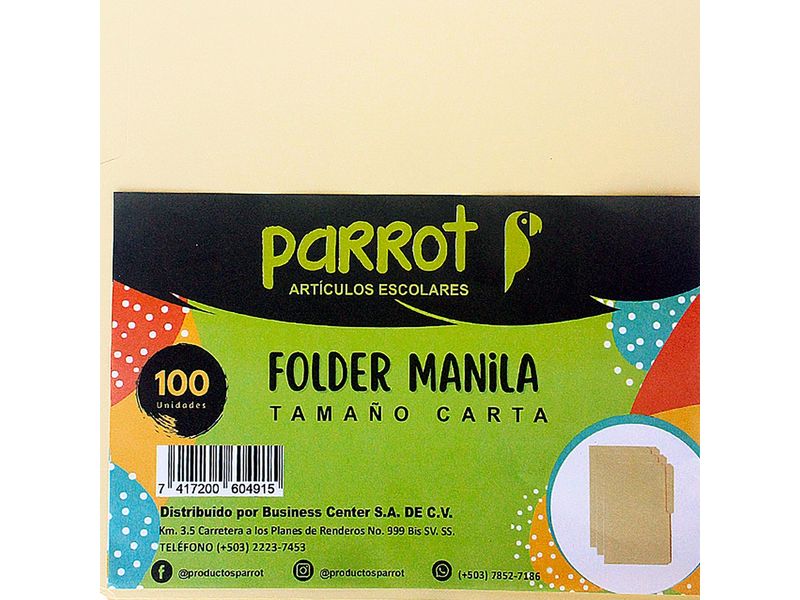 PARROT
ARTÍCULOS ESCOLARES
FOLDER MANiLA
TAMAÑO CARTA
100
Unidades
7 417200 604915
Distribuido por Business Center S.A. DE C.V.
Km. 3.5 Carretera a los Planes de Renderos No. 999 Bis SV. SS.
TELÉFONO (+503) 2223-7453
@productosparrot @productosparrot (+503) 7852-7186